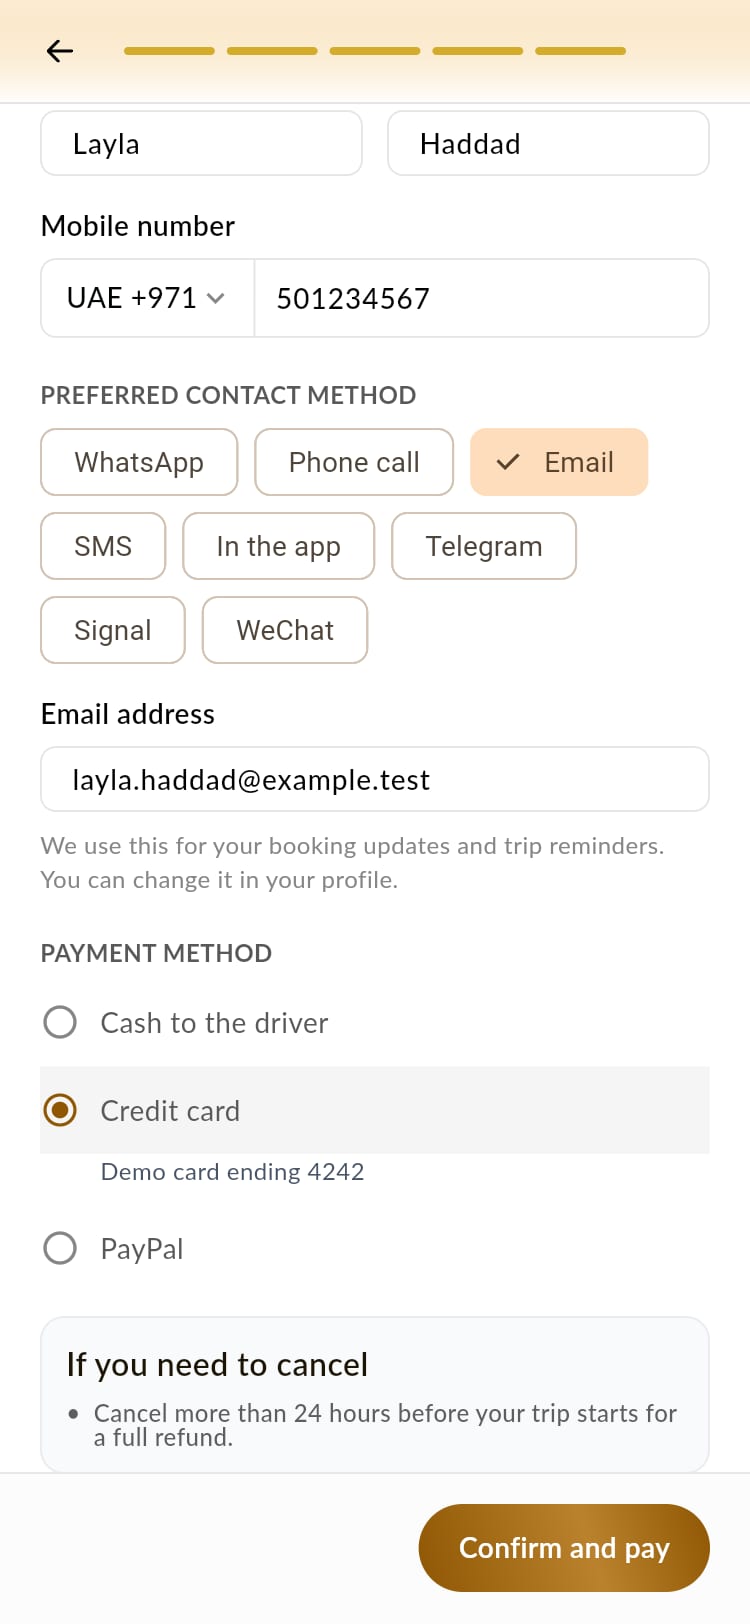 Layla
Haddad
Mobile number
UAE +971
501234567
PREFERRED CONTACT METHOD
WhatsApp
Phone call
Email
SMS
In the app
Telegram
Signal
WeChat
Email address
layla.haddad@example.test
We use this for your booking updates and trip reminders.
You can change it in your profile.
PAYMENT METHOD
Cash to the driver
Credit card
Demo card ending 4242
PayPal
If you need to cancel
• Cancel more than 24 hours before your trip starts for
a full refund.
Confirm and pay